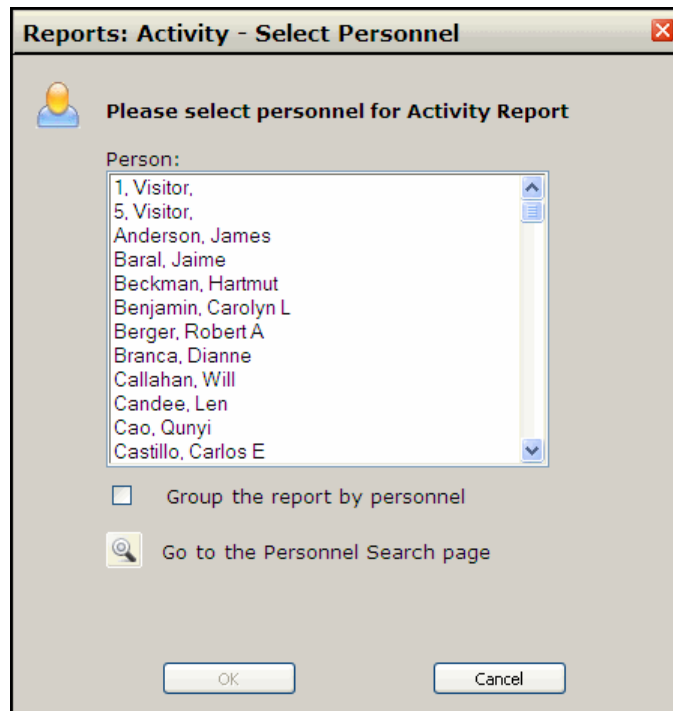 Reports: Activity - Select Personnel
Please select personnel for Activity Report
Person:
1, Visitor,
5, Visitor,
Anderson, James
Baral, Jaime
Beckman, Hartmut
Benjamin, Carolyn L
Berger, Robert A
Branca, Dianne
Callahan, Will
Candee, Len
Cao, Qunyi
Castillo, Carlos E
Group the report by personnel
Go to the Personnel Search page
OK Cancel